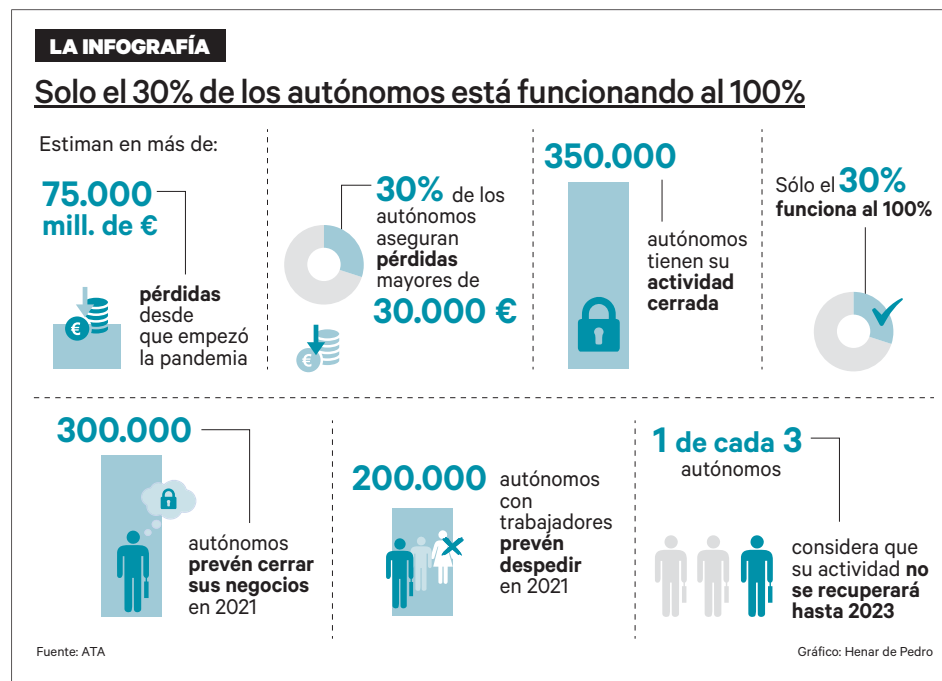 LA INFOGRAFÍA
Solo el 30% de los autónomos está funcionando al 100%
Estiman en más de:
75.000
mill. de €
pérdidas
desde
que empezó
la pandemia
€
30% de los
autónomos
aseguran
pérdidas
mayores de
30.000 €
€
350.000
autónomos
tienen su
actividad
cerrada
Sólo el 30%
funciona al 100%
300.000
autónomos
prevén cerrar
sus negocios
en 2021
200.000
autónomos
con
trabajadores
prevén
despedir
en 2021
1 de cada 3
autónomos
considera que
su actividad no
se recuperará
hasta 2023
Fuente: ATA
Gráfico: Henar de Pedro